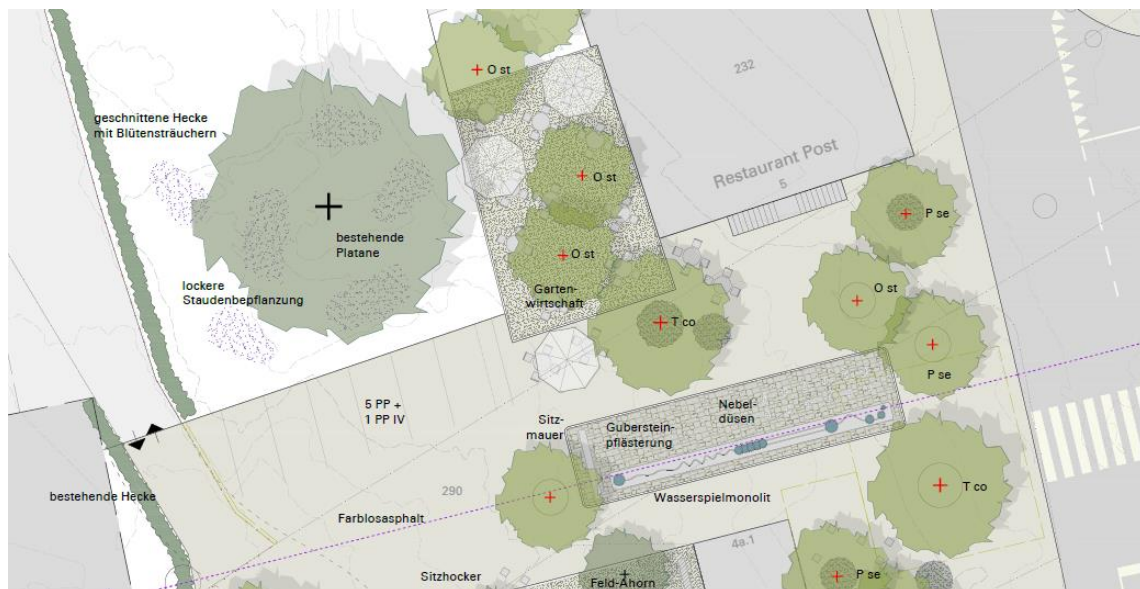 O st
232
geschnittene Hecke
mit Blütensträuchern
Restaurant Post
5
O st
P se
bestehende
Platane
O st
lockere
Staudenbepflanzung
Garten-
wirtschaft
O st
T co
P se
5 PP +
1 PP IV
Sitz-
mauer
Nebel-
düsen
Guberstein-
pflästerung
bestehende Hecke
290
Wasserspielmonolit
T co
Farblosasphalt
4a.1
Sitzhocker
Feld-Ahorn
P se